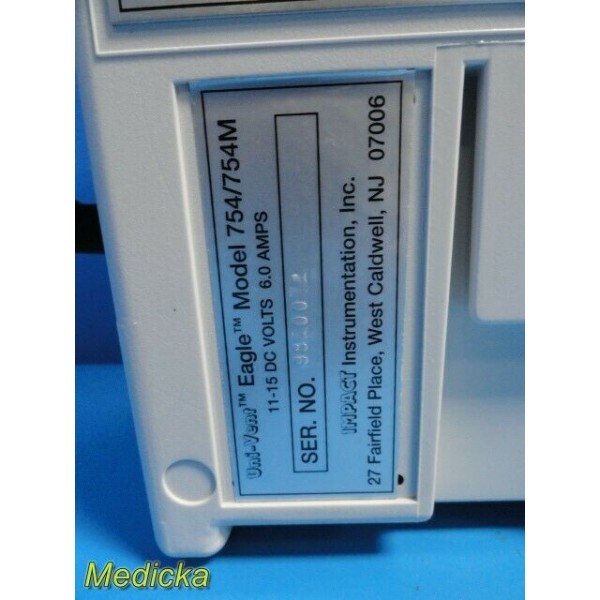 Uni-Vent™ Eagle™ Model 754/754M
11-15 DC VOLTS 6.0 AMPS
SER. NO.
IMPACT Instrumentation, Inc.
27 Fairfield Place, West Caldwell, NJ 07006
Medicka